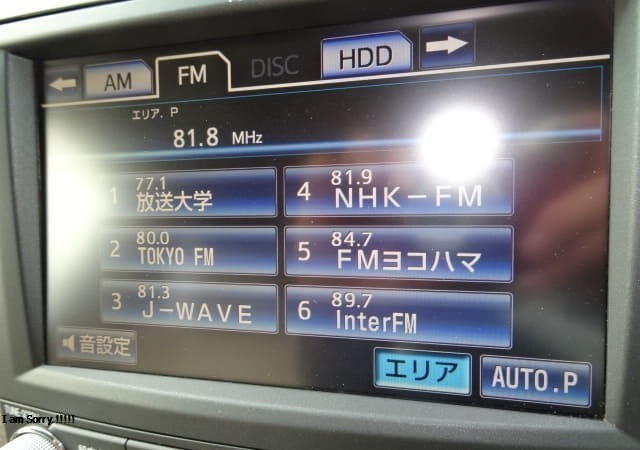 AM FM DISC HDD
エリア.P
81.8 MHz
1 77.1 放送大学
4 81.9 NHK－FM
2 80.0 TOKYO FM
5 84.7 FMヨコハマ
3 81.3 J－WAVE
6 89.7 InterFM
音設定
エリア AUTO.P
I am Sorry !!!!!